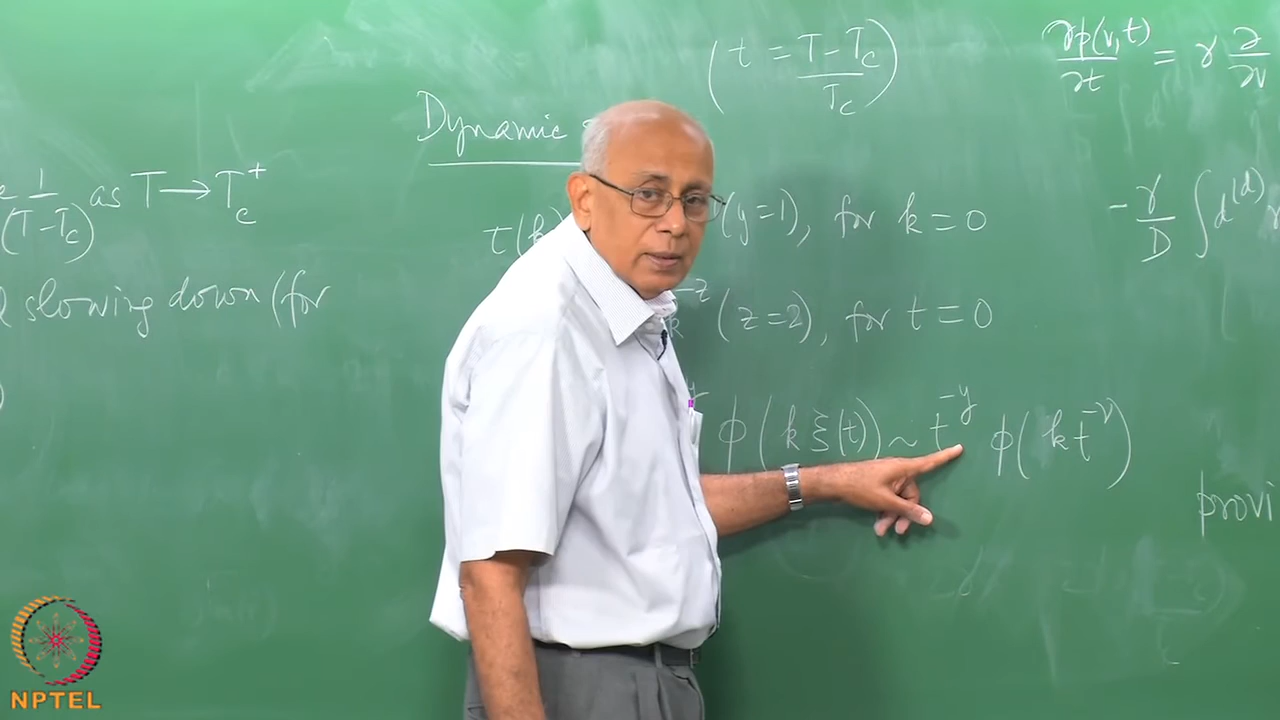 (t = T - T_c / T_c)
∂p(v,t)/∂t = γ ∂/∂v
Dynamic
1/(T-T_c) as T → T_c^+
τ(k (y=1), for k = 0
-γ/D ∫ d^(d)
slowing down (for
k^-z (z=2), for t = 0
ϕ(k ξ(t)) ~ t^-y ϕ(k t^-ν)
provi
NPTEL